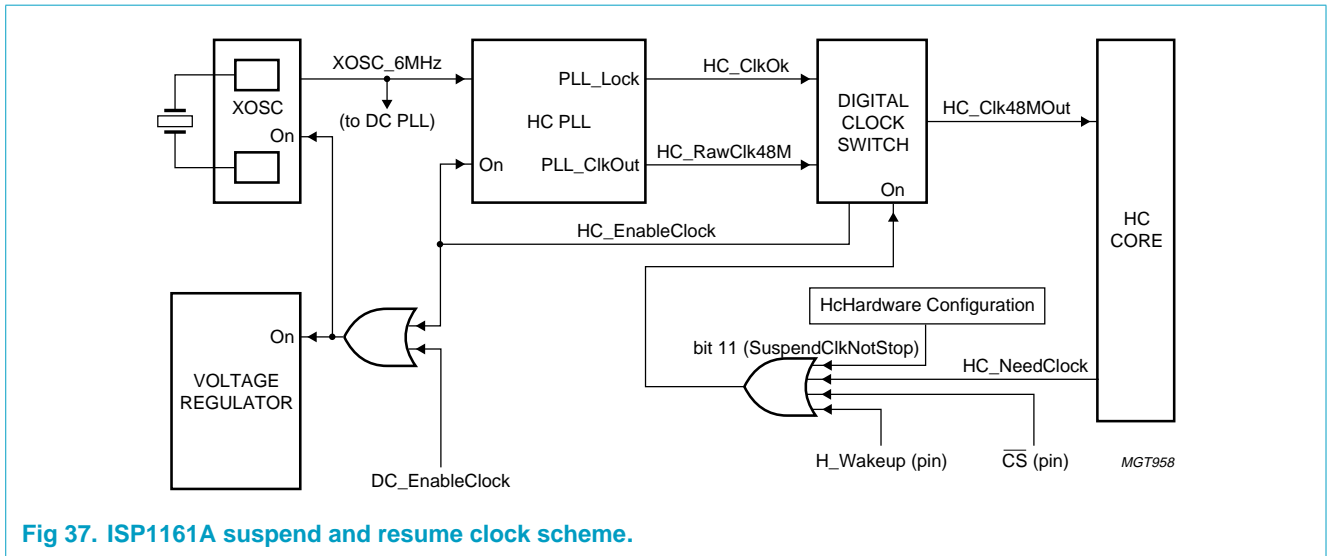 XOSC_6MHz
XOSC
On
(to DC PLL)
PLL_Lock
HC PLL
On
PLL_ClkOut
HC_ClkOk
HC_RawClk48M
DIGITAL
CLOCK
SWITCH
On
HC_Clk48MOut
HC
CORE
HC_EnableClock
HcHardware Configuration
bit 11 (SuspendClkNotStop)
HC_NeedClock
On
VOLTAGE
REGULATOR
DC_EnableClock
H_Wakeup (pin)
C̅S̅ (pin)
MGT958
Fig 37. ISP1161A suspend and resume clock scheme.